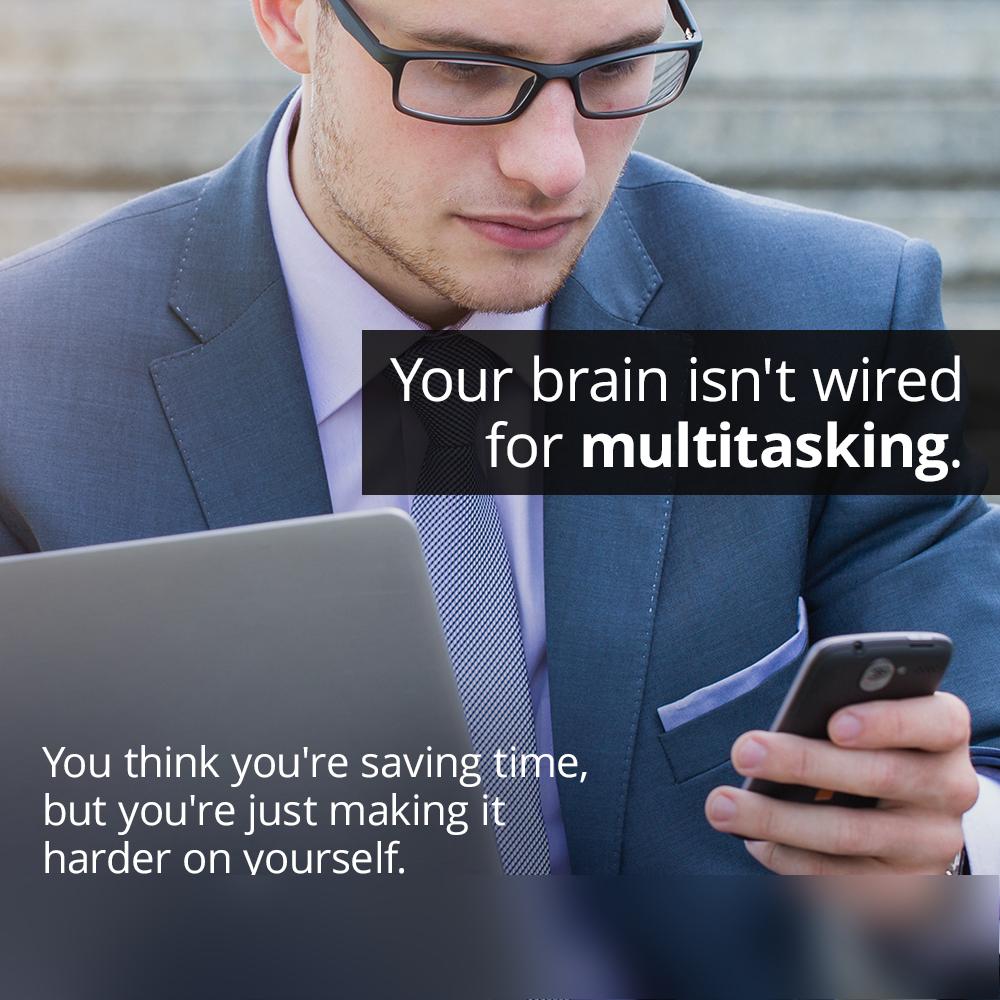 Your brain isn't wired
for multitasking.
You think you're saving time,
but you're just making it
harder on yourself.